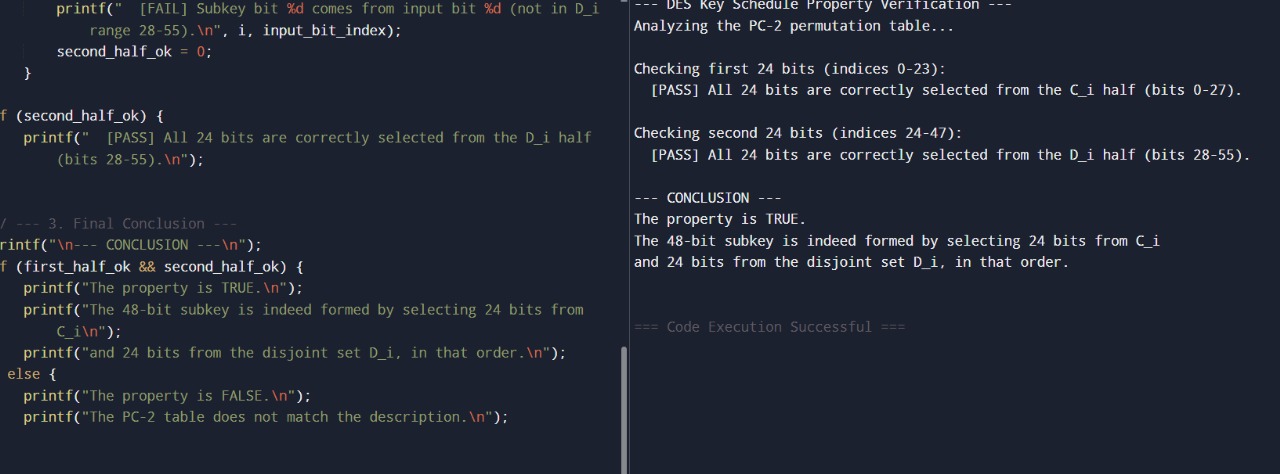 printf("  [FAIL] Subkey bit %d comes from input bit %d (not in D_i
range 28-55).\n", i, input_bit_index);
second_half_ok = 0;
}
f (second_half_ok) {
printf("  [PASS] All 24 bits are correctly selected from the D_i half
(bits 28-55).\n");
/ --- 3. Final Conclusion ---
rintf("\n--- CONCLUSION ---\n");
f (first_half_ok && second_half_ok) {
printf("The property is TRUE.\n");
printf("The 48-bit subkey is indeed formed by selecting 24 bits from
C_i\n");
printf("and 24 bits from the disjoint set D_i, in that order.\n");
else {
printf("The property is FALSE.\n");
printf("The PC-2 table does not match the description.\n");
--- DES Key Schedule Property Verification ---
Analyzing the PC-2 permutation table...
Checking first 24 bits (indices 0-23):
[PASS] All 24 bits are correctly selected from the C_i half (bits 0-27).
Checking second 24 bits (indices 24-47):
[PASS] All 24 bits are correctly selected from the D_i half (bits 28-55).
--- CONCLUSION ---
The property is TRUE.
The 48-bit subkey is indeed formed by selecting 24 bits from C_i
and 24 bits from the disjoint set D_i, in that order.
=== Code Execution Successful ===